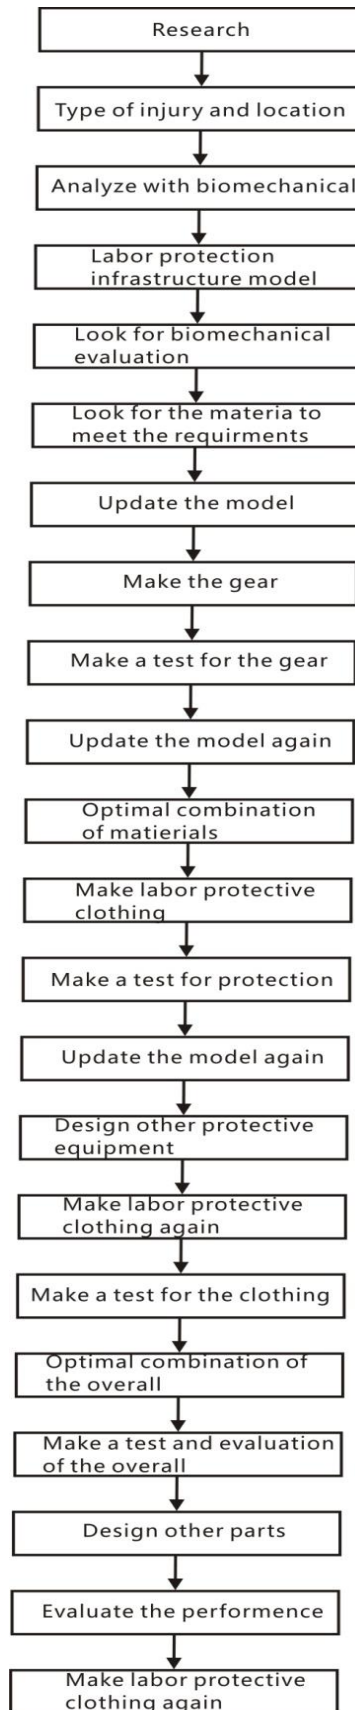 Research
Type of injury and location
Analyze with biomechanical
Labor protection
infrastructure model
Look for biomechanical
evaluation
Look for the materia to
meet the requirments
Update the model
Make the gear
Make a test for the gear
Update the model again
Optimal combination
of matierials
Make labor protective
clothing
Make a test for protection
Update the model again
Design other protective
equipment
Make labor protective
clothing again
Make a test for the clothing
Optimal combination of
the overall
Make a test and evaluation
of the overall
Design other parts
Evaluate the performence
Make labor protective
clothing again